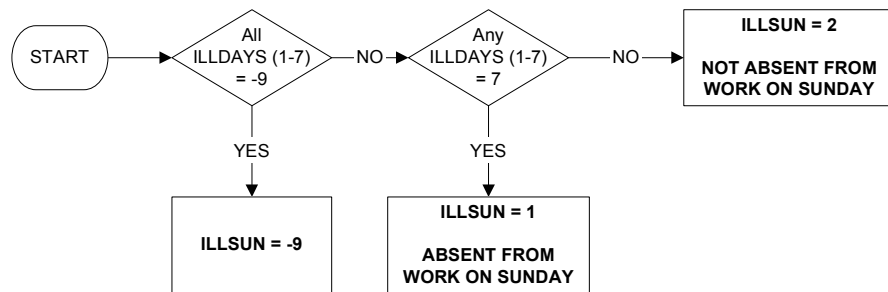 START
All
ILLDAYS (1-7)
= -9
NO
Any
ILLDAYS (1-7)
= 7
NO
ILLSUN = 2
NOT ABSENT FROM
WORK ON SUNDAY
YES
YES
ILLSUN = -9
ILLSUN = 1
ABSENT FROM
WORK ON SUNDAY